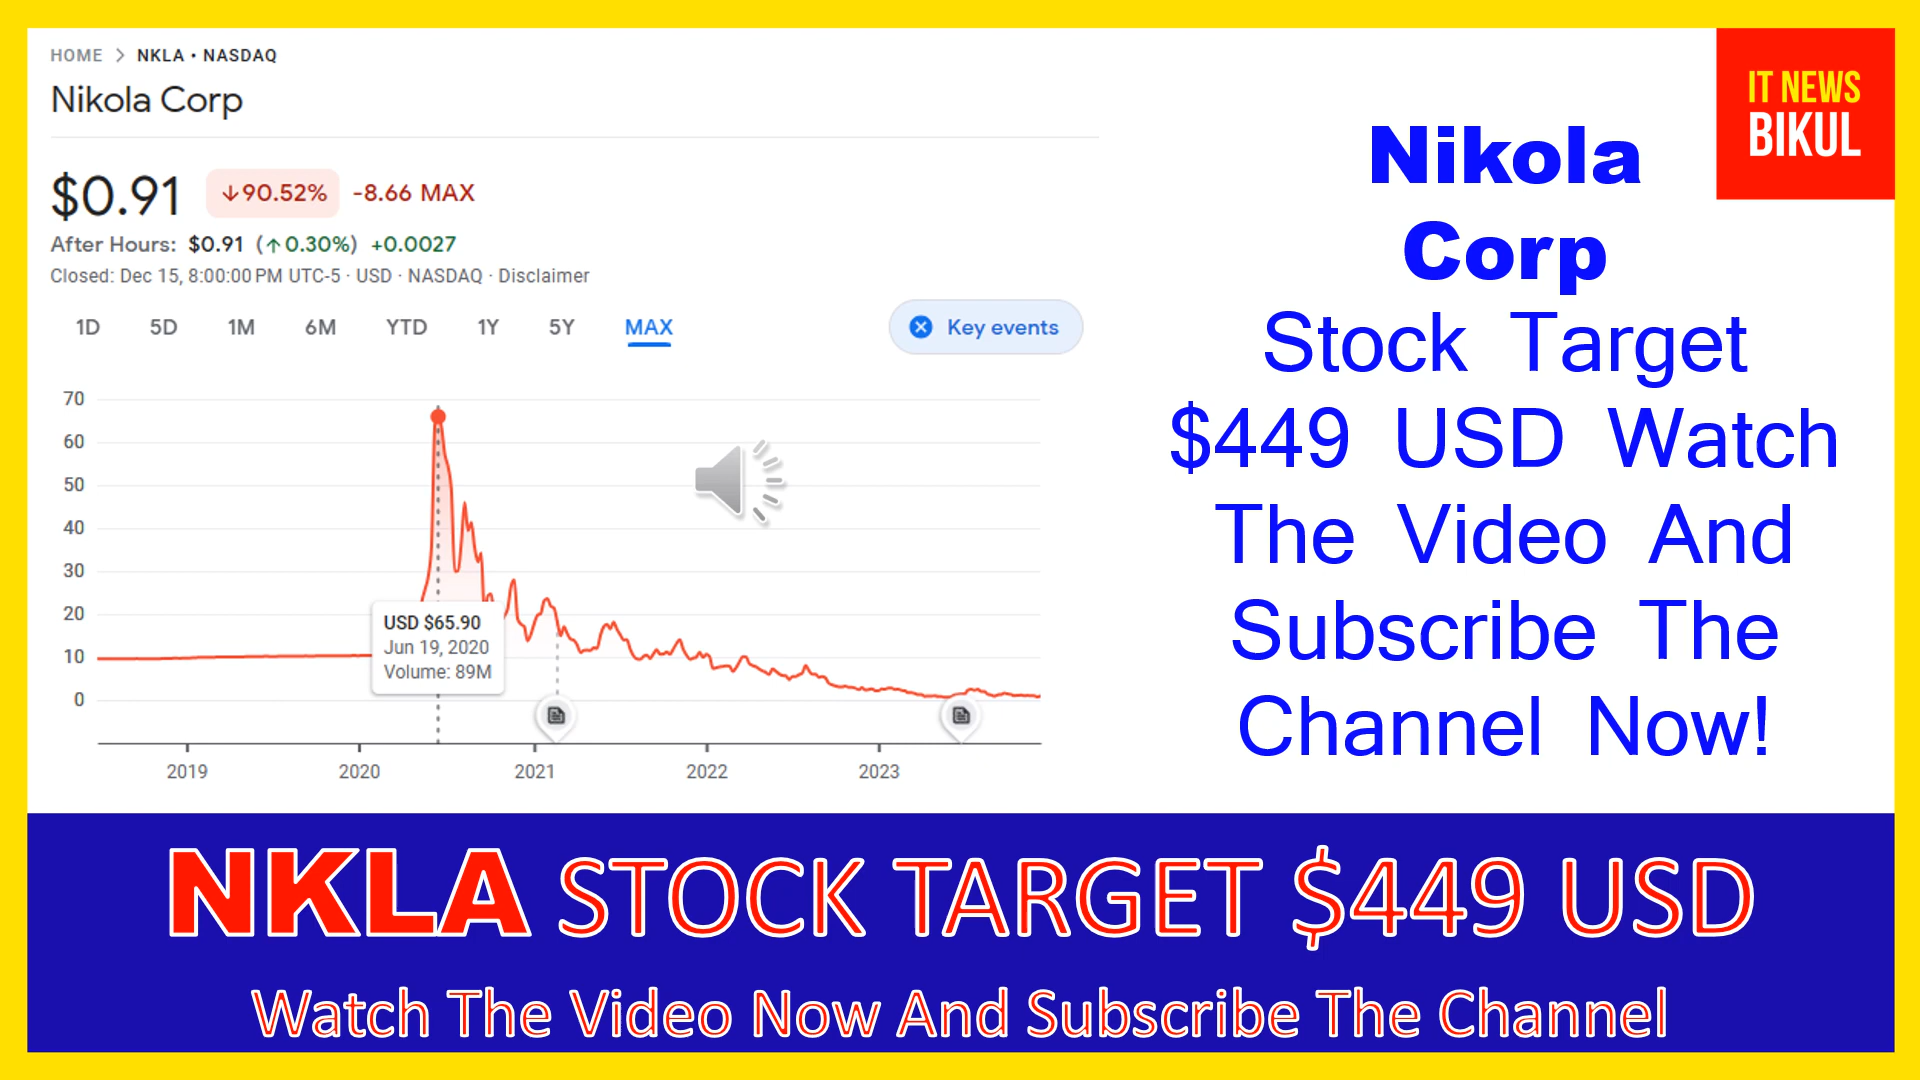 HOME > NKLA • NASDAQ
Nikola Corp
$0.91 ↓90.52% -8.66 MAX
After Hours: $0.91 (↑0.30%) +0.0027
Closed: Dec 15, 8:00:00 PM UTC-5 · USD · NASDAQ · Disclaimer
1D 5D 1M 6M YTD 1Y 5Y MAX Key events
70
60
50
40
30
20
10
0
USD $65.90
Jun 19, 2020
Volume: 89M
2019 2020 2021 2022 2023
IT NEWS
BIKUL
Nikola
Corp
Stock Target
$449 USD Watch
The Video And
Subscribe The
Channel Now!
NKLA STOCK TARGET $449 USD
Watch The Video Now And Subscribe The Channel